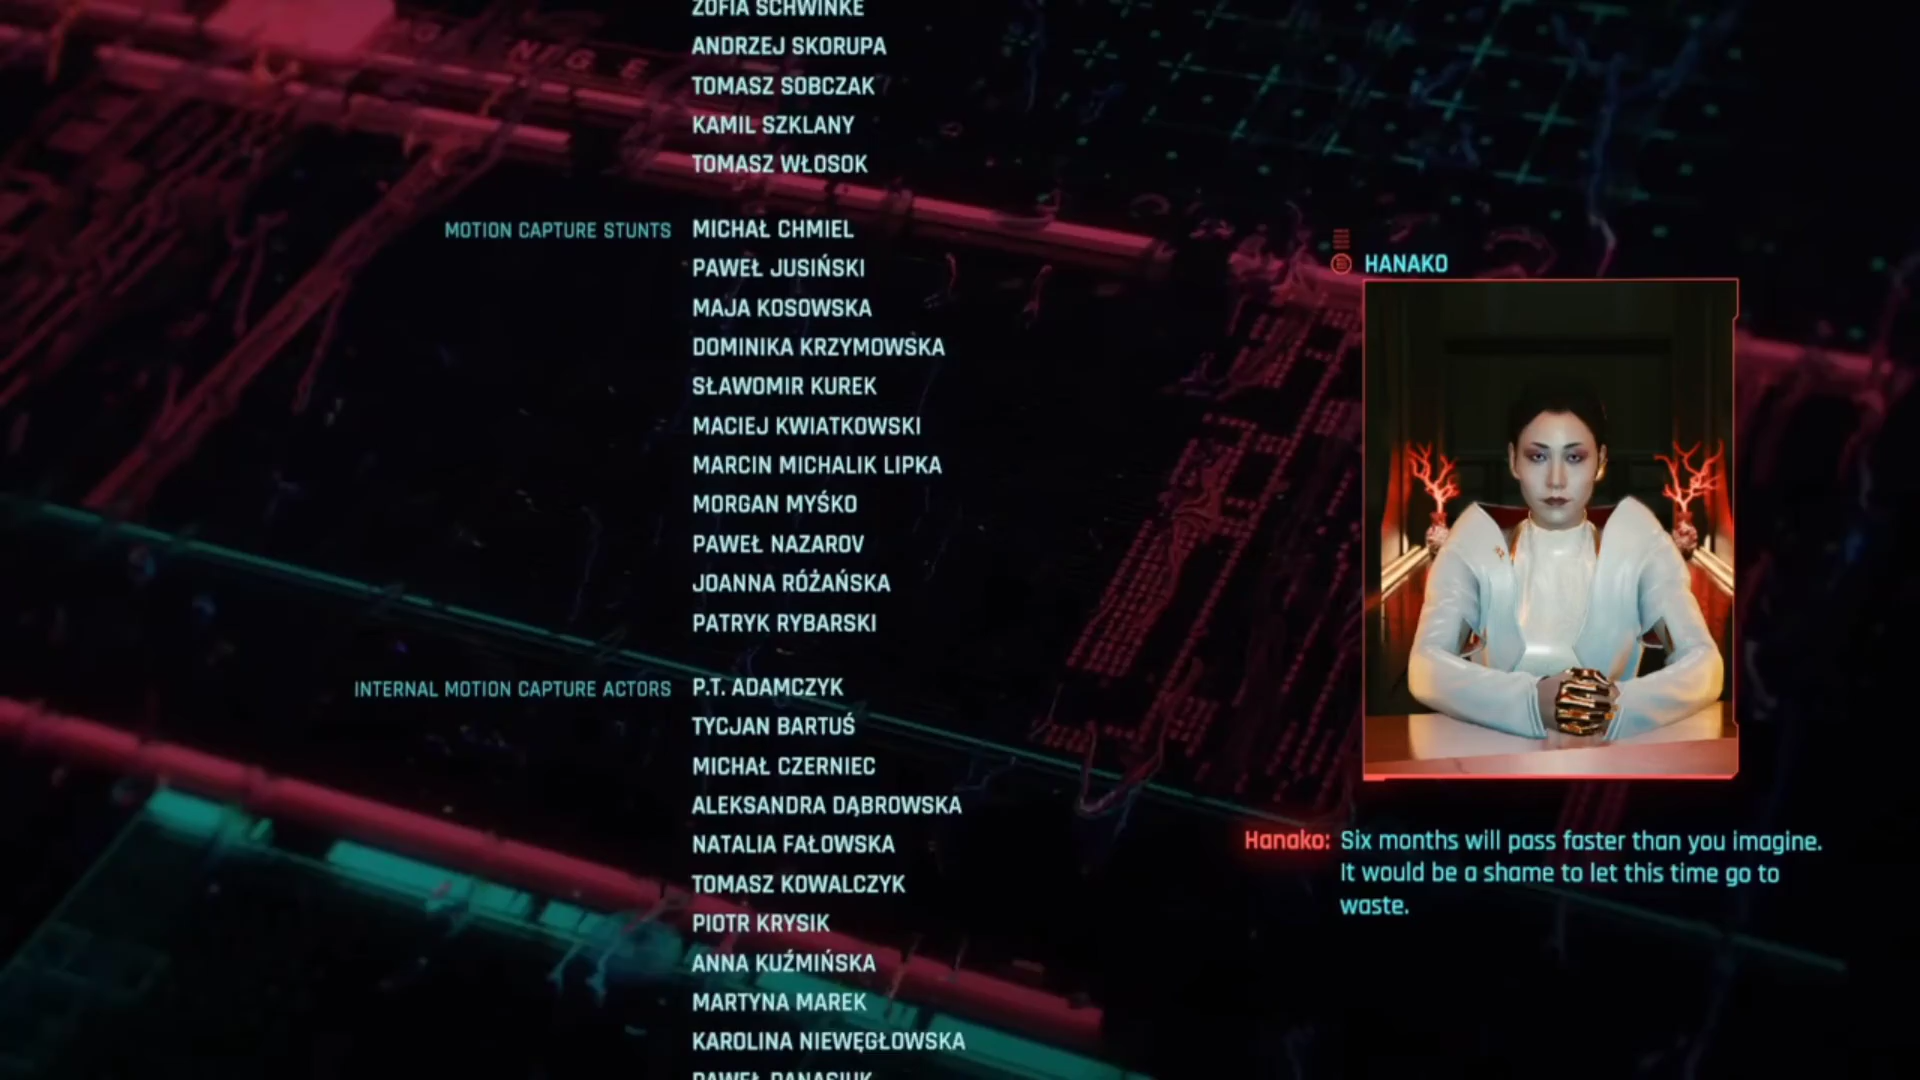 ZOFIA SCHWINKE
ANDRZEJ SKORUPA
TOMASZ SOBCZAK
KAMIL SZKLANY
TOMASZ WŁOSOK
MOTION CAPTURE STUNTS MICHAŁ CHMIEL
PAWEŁ JUSIŃSKI
MAJA KOSOWSKA
DOMINIKA KRZYMOWSKA
SŁAWOMIR KUREK
MACIEJ KWIATKOWSKI
MARCIN MICHALIK LIPKA
MORGAN MYŚKO
PAWEŁ NAZAROV
JOANNA RÓŻAŃSKA
PATRYK RYBARSKI
INTERNAL MOTION CAPTURE ACTORS P.T. ADAMCZYK
TYCJAN BARTUŚ
MICHAŁ CZERNIEC
ALEKSANDRA DĄBROWSKA
NATALIA FAŁOWSKA
TOMASZ KOWALCZYK
PIOTR KRYSIK
ANNA KUŹMIŃSKA
MARTYNA MAREK
KAROLINA NIEWĘGŁOWSKA
PAWEŁ PANASIUK
HANAKO
Hanako: Six months will pass faster than you imagine.
It would be a shame to let this time go to
waste.